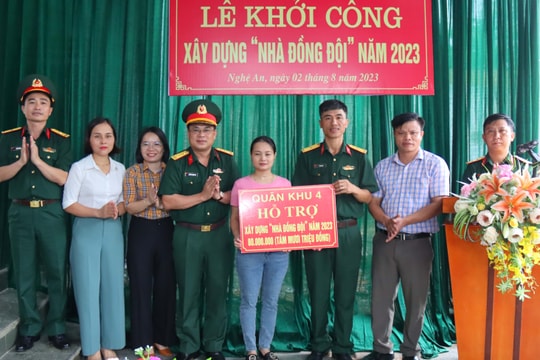 LỄ KHỞI CÔNG
XÂY DỰNG “NHÀ ĐỒNG ĐỘI” NĂM 2023
Nghệ An, ngày 02 tháng 8 năm 2023
QUÂN KHU 4
HỖ TRỢ
XÂY DỰNG “NHÀ ĐỒNG ĐỘI” NĂM 2023
80.000.000 (TÁM MƯƠI TRIỆU ĐỒNG)